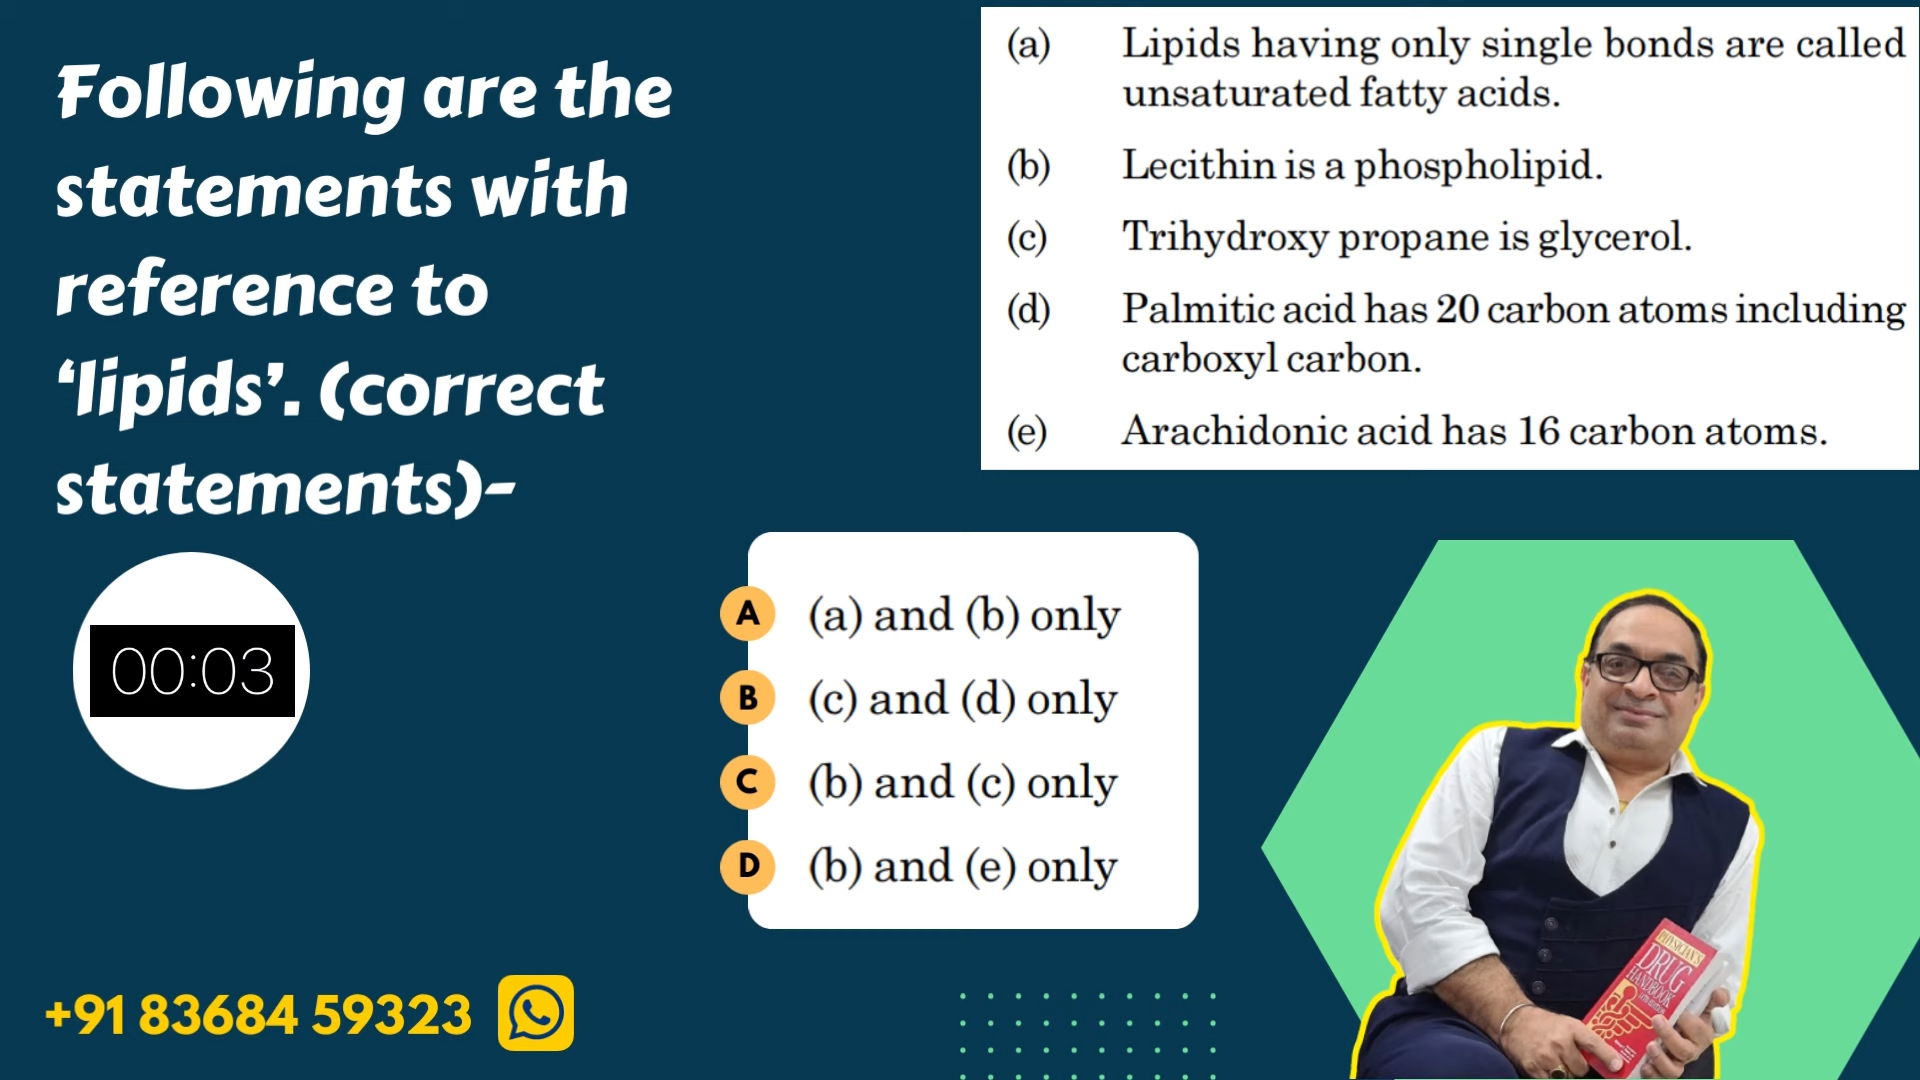 Following are the
statements with
reference to
‘lipids’. (correct
statements)-
(a) Lipids having only single bonds are called
unsaturated fatty acids.
(b) Lecithin is a phospholipid.
(c) Trihydroxy propane is glycerol.
(d) Palmitic acid has 20 carbon atoms including
carboxyl carbon.
(e) Arachidonic acid has 16 carbon atoms.
00:03
A (a) and (b) only
B (c) and (d) only
C (b) and (c) only
D (b) and (e) only
+91 83684 59323
PHYSICIAN'S
DRUG
HANDBOOK